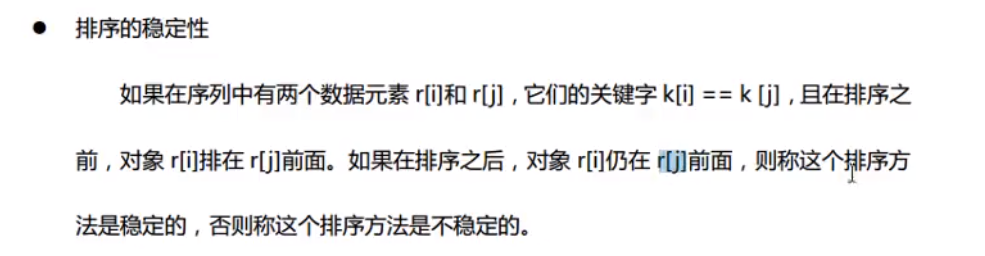 ● 排序的稳定性
如果在序列中有两个数据元素 r[i]和 r[j]，它们的关键字 k[i] == k [j]，且在排序之
前，对象 r[i]排在 r[j]前面。如果在排序之后，对象 r[i]仍在 r[j]前面，则称这个排序方
法是稳定的，否则称这个排序方法是不稳定的。